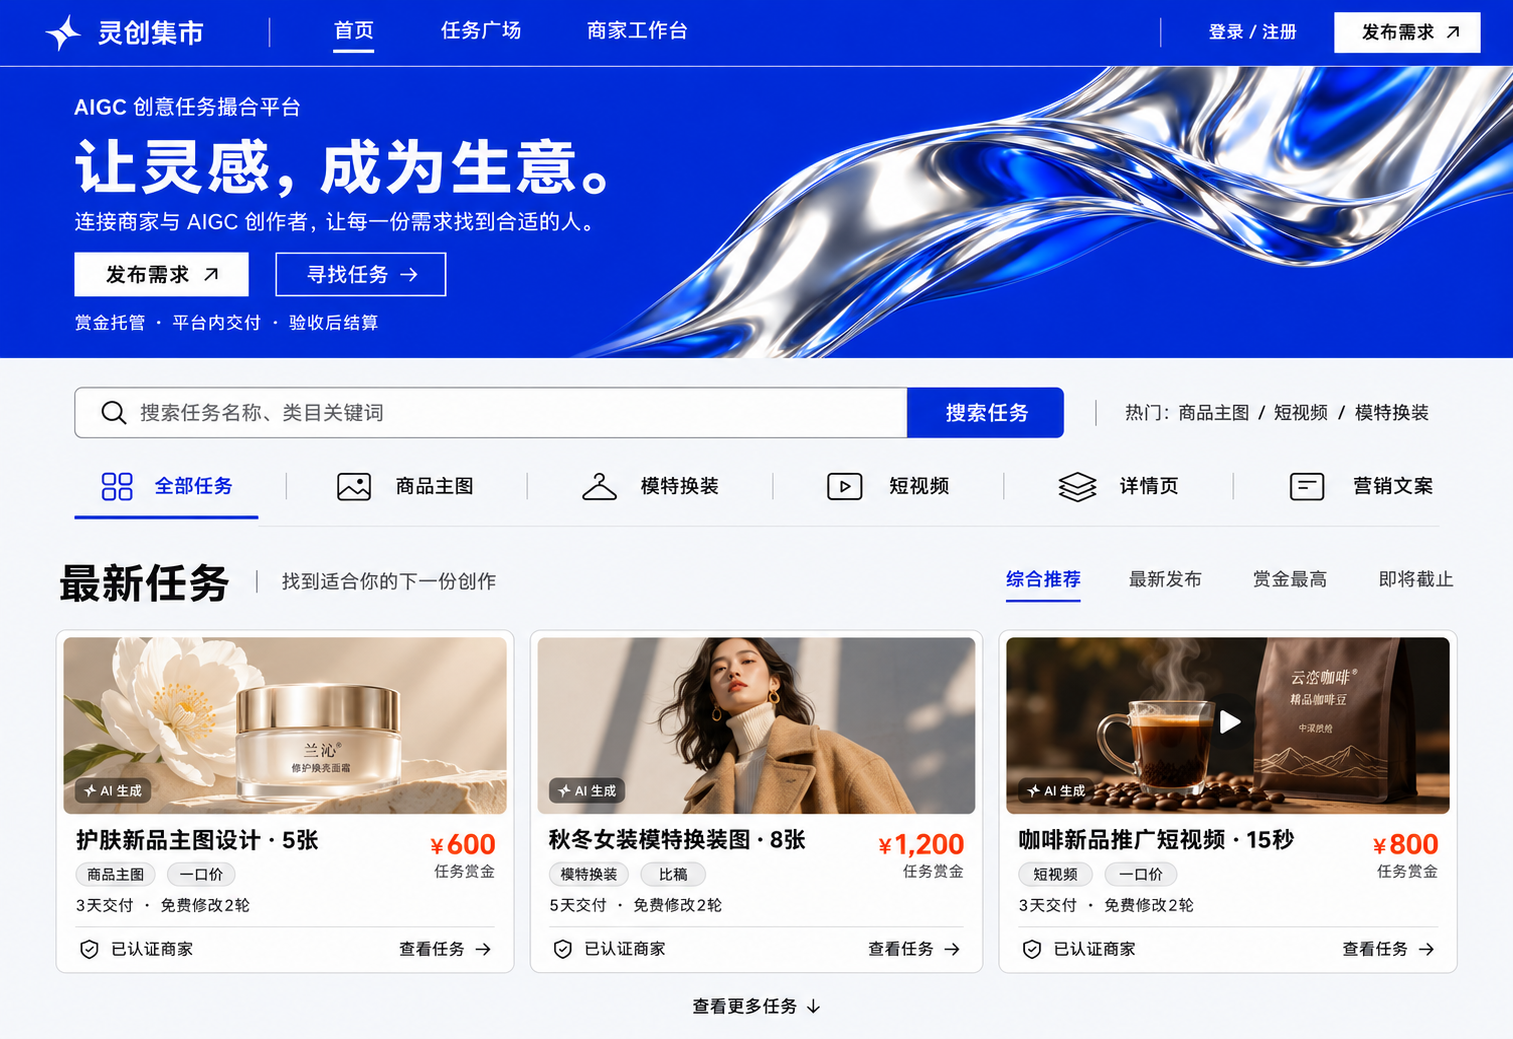 灵创集市
首页
任务广场
商家工作台
登录 / 注册
发布需求 ↗
AIGC 创意任务撮合平台
让灵感，成为生意。
连接商家与 AIGC 创作者，让每一份需求找到合适的人。
发布需求 ↗
寻找任务 →
赏金托管 · 平台内交付 · 验收后结算
搜索任务名称、类目关键词
搜索任务
热门：商品主图 / 短视频 / 模特换装
全部任务
商品主图
模特换装
短视频
详情页
营销文案
最新任务
找到适合你的下一份创作
综合推荐
最新发布
赏金最高
即将截止
兰沁®
修护焕亮面霜
AI 生成
护肤新品主图设计 · 5张
¥600
商品主图
一口价
任务赏金
3天交付 · 免费修改2轮
已认证商家
查看任务 →
AI 生成
秋冬女装模特换装图 · 8张
¥1,200
模特换装
比稿
任务赏金
5天交付 · 免费修改2轮
已认证商家
查看任务 →
咖啡®
精品咖啡豆
AI 生成
咖啡新品推广短视频 · 15秒
¥800
短视频
一口价
任务赏金
3天交付 · 免费修改2轮
已认证商家
查看任务 →
查看更多任务 ↓